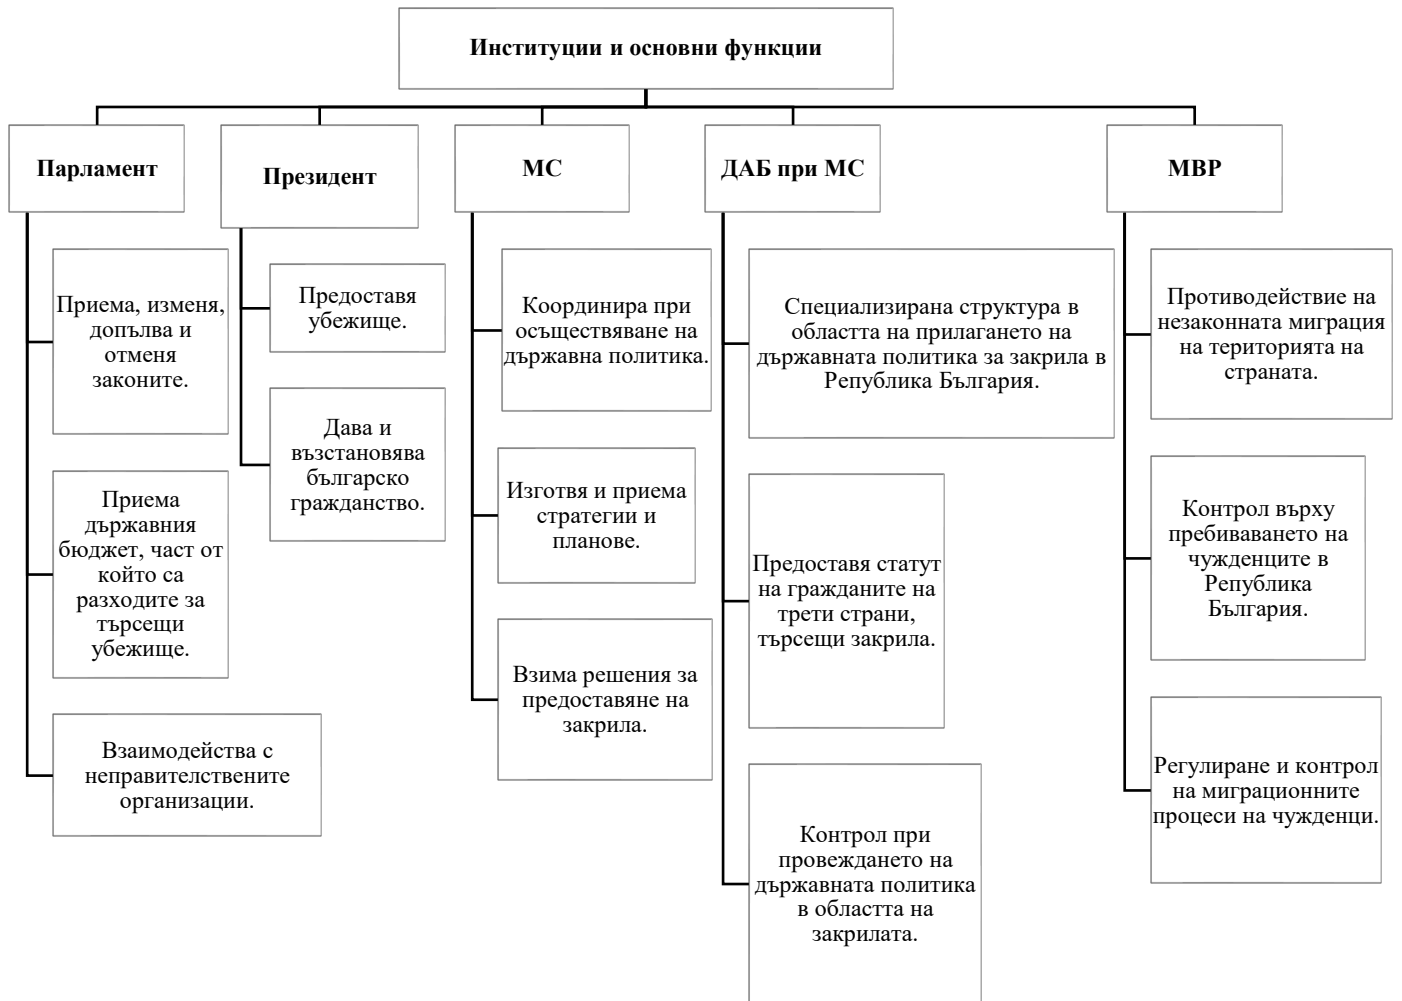 Институции и основни функции
Парламент
Приема, изменя,
допълва и
отменя
законите.
Приема
държавния
бюджет, част от
който са
разходите за
търсещи
убежище.
Взаимодейства с
неправителствените
организации.
Президент
Предоставя
убежище.
Дава и
възстановява
българско
гражданство.
МС
Координира при
осъществяване на
държавна политика.
Изготвя и приема
стратегии и
планове.
Взима решения за
предоставяне на
закрила.
ДАБ при МС
Специализирана структура в
областта на прилагането на
държавната политика за закрила в
Република България.
Предоставя статут
на гражданите на
трети страни,
търсещи закрила.
Контрол при
провеждането на
държавната политика
в областта на
закрилата.
МВР
Противодействие на
незаконната миграция
на територията на
страната.
Контрол върху
пребиваването на
чужденците в
Република
България.
Регулиране и контрол
на миграционните
процеси на чужденци.